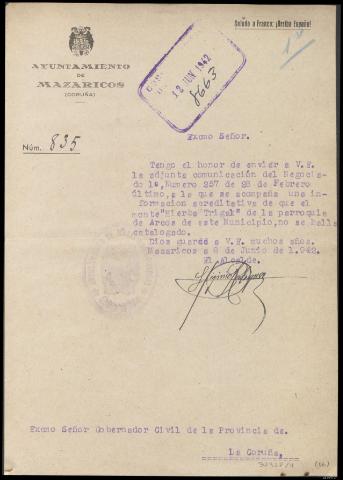 Saludo a Franco: ¡Arriba España!
AYUNTAMIENTO
DE
MAZARICOS
(CORUÑA)
12 JUN 1942
8663
Núm. 835
Excmo Señor.
Tengo el honor de enviar a V.E.
la adjunta comunicación del Negocia-
do 1º, Numero 257 de 23 de Febrero
último, a la que se acompaña una in-
formacion acreditativa de que el
monte "Hierba Trigal" de la parroquia
de Arcos de este Municipio, no se halla
catalogado.
Dios guarde a V.E. muchos años.
Mazaricos a 8 de Junio de 1.942.
El Alcalde.
Excmo Señor Gobernador Civil de la Provincia de.
La Coruña,